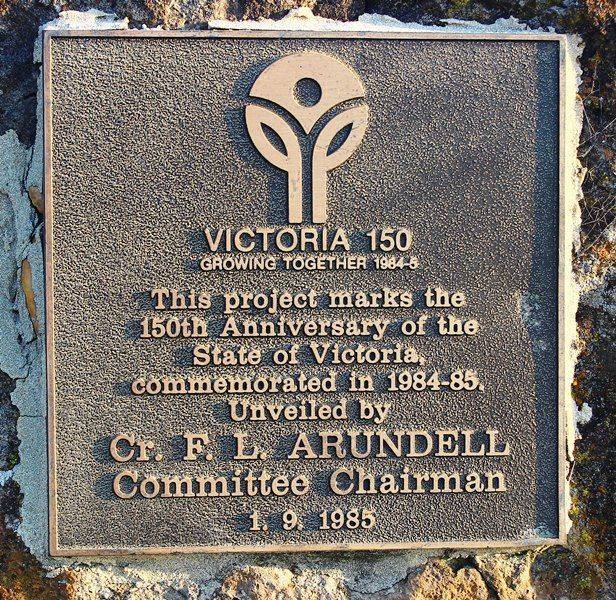 VICTORIA 150
GROWING TOGETHER 1984-5
This project marks the
150th Anniversary of the
State of Victoria,
commemorated in 1984-85.
Unveiled by
Cr. F. L. ARUNDELL
Committee Chairman
1. 9. 1985